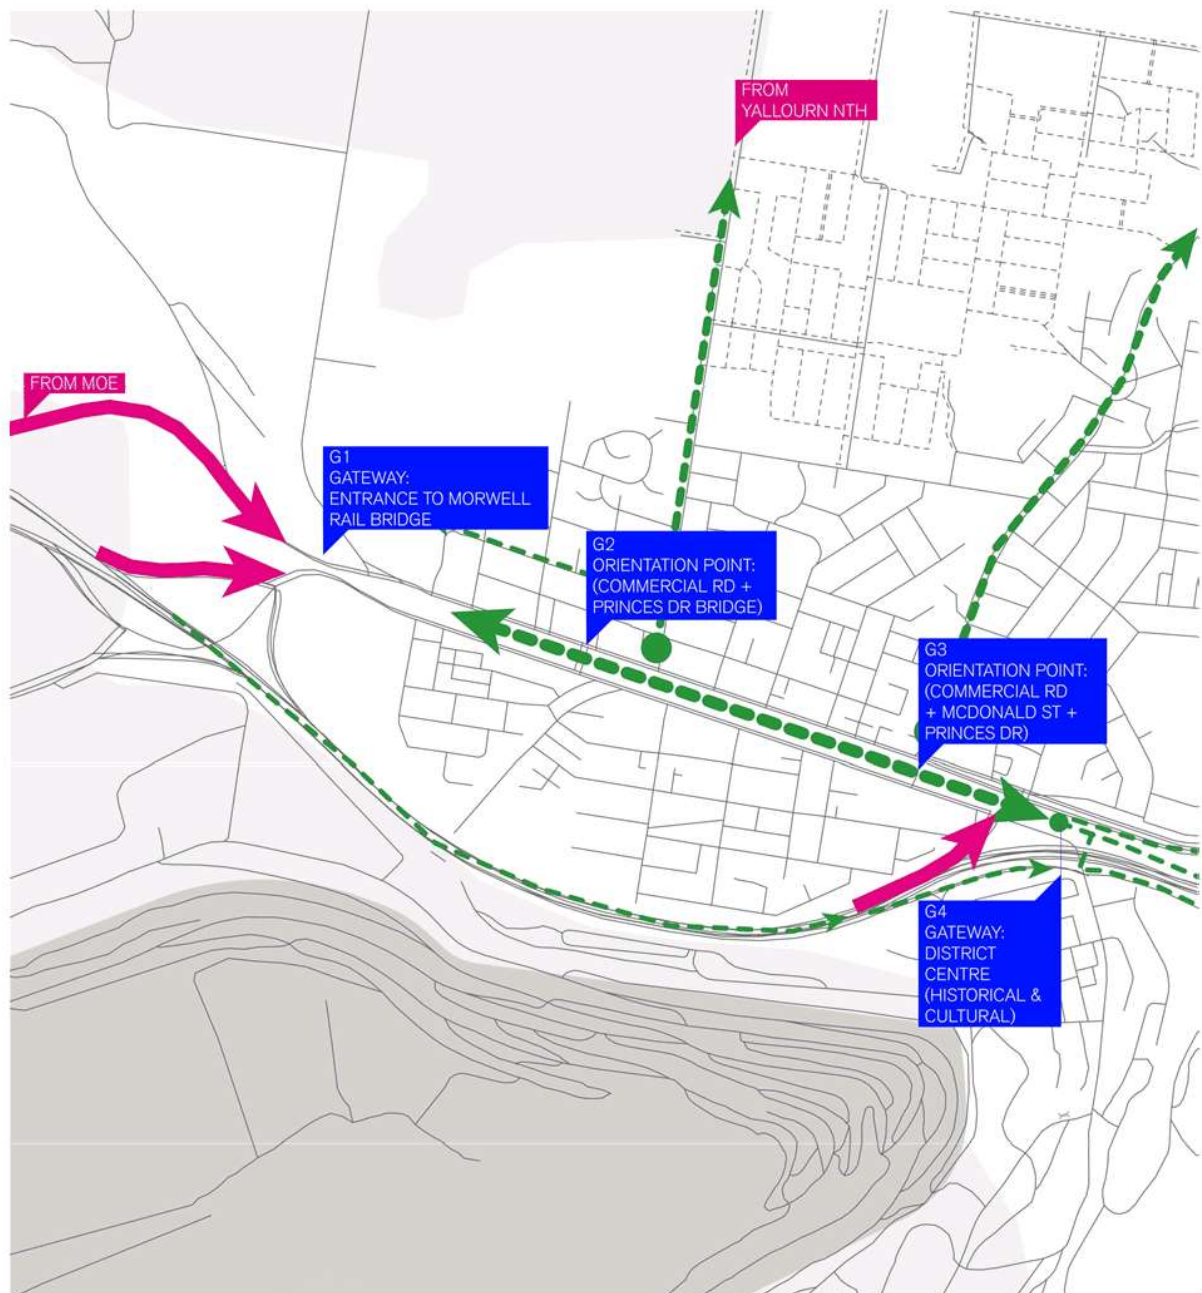 FROM
YALLOURN NTH
FROM MOE
G1
GATEWAY:
ENTRANCE TO MORWELL
RAIL BRIDGE
G2
ORIENTATION POINT:
(COMMERCIAL RD +
PRINCES DR BRIDGE)
G3
ORIENTATION POINT:
(COMMERCIAL RD
+ MCDONALD ST +
PRINCES DR)
G4
GATEWAY:
DISTRICT
CENTRE
(HISTORICAL &
CULTURAL)